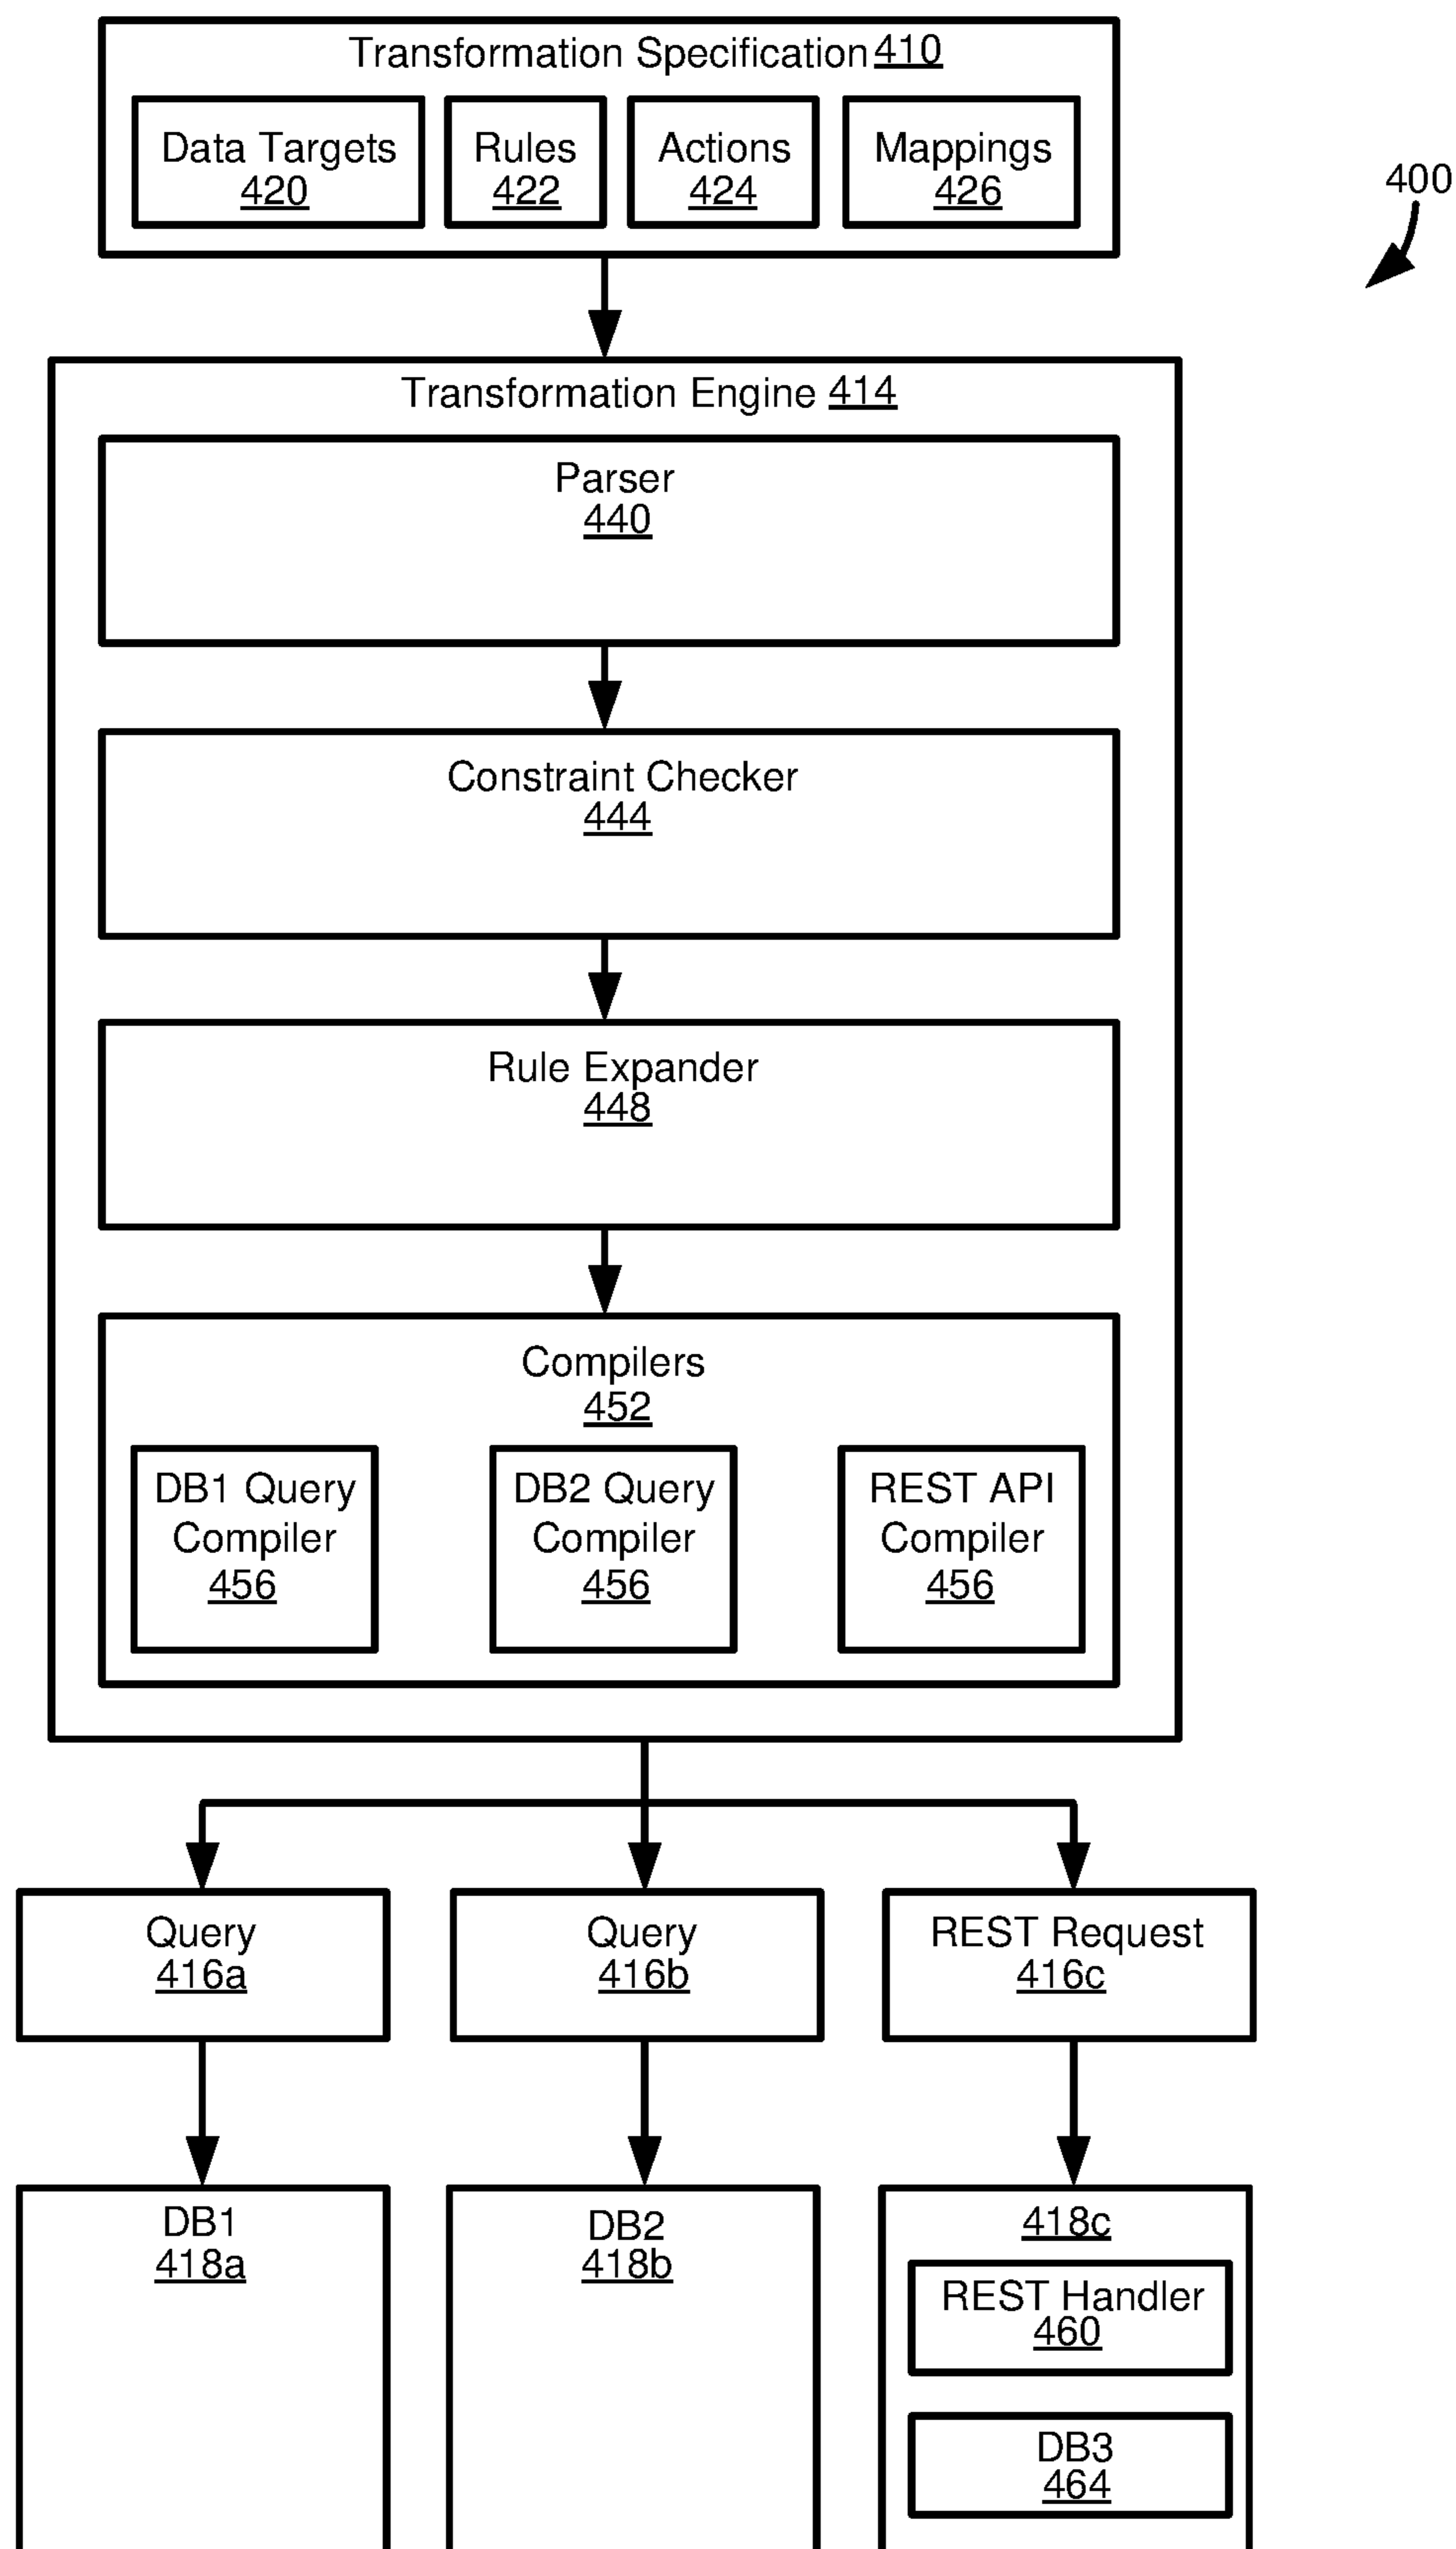 Transformation Specification 410
Data Targets
420
Rules
422
Actions
424
Mappings
426
400
Transformation Engine 414
Parser
440
Constraint Checker
444
Rule Expander
448
Compilers
452
DB1 Query
Compiler
456
DB2 Query
Compiler
456
REST API
Compiler
456
Query
416a
Query
416b
REST Request
416c
DB1
418a
DB2
418b
418c
REST Handler
460
DB3
464